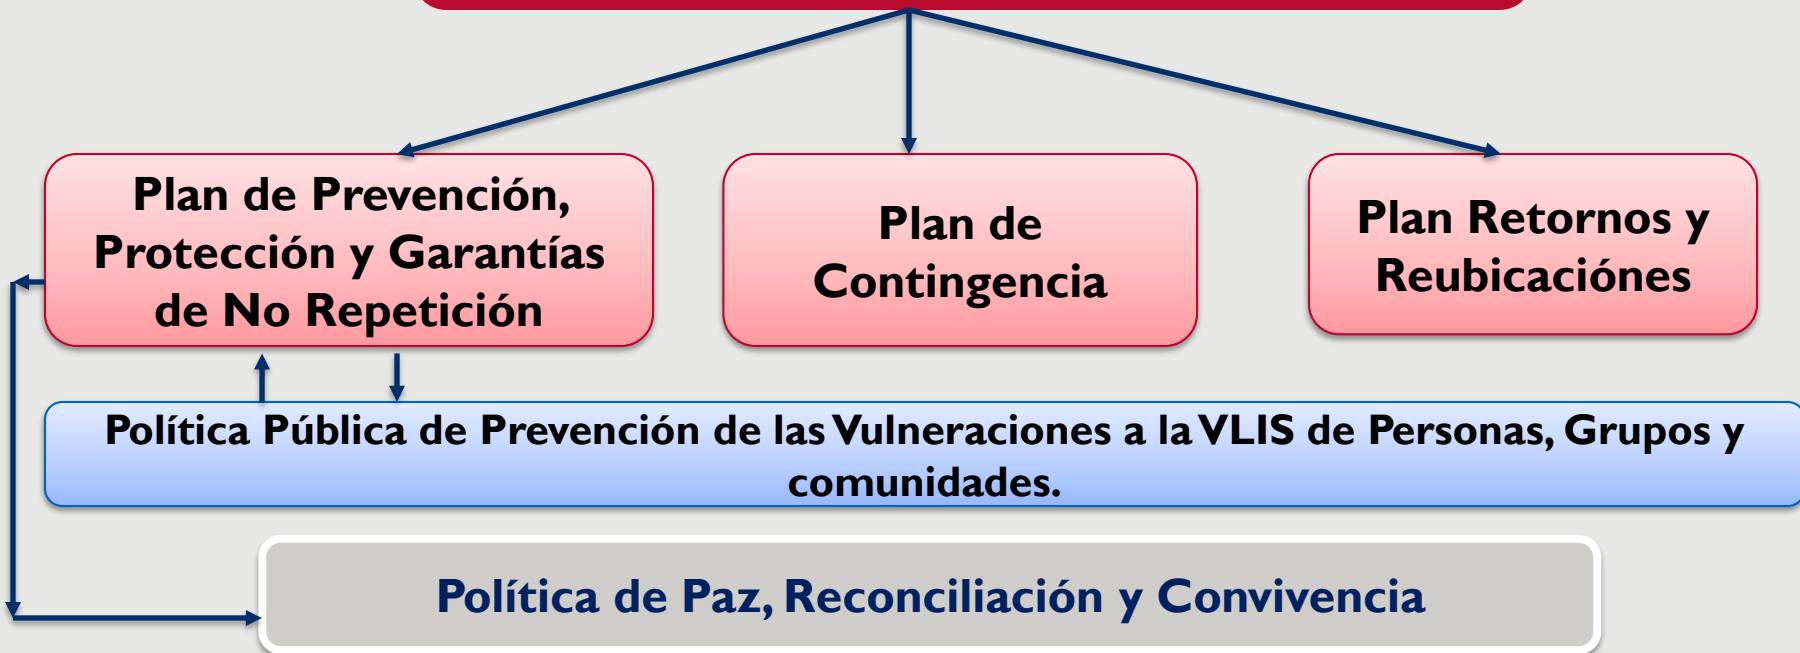 Plan de Prevención,
Protección y Garantías
de No Repetición
Plan de
Contingencia
Plan Retornos y
Reubicaciónes
Política Pública de Prevención de las Vulneraciones a la VLIS de Personas, Grupos y
comunidades.
Política de Paz, Reconciliación y Convivencia